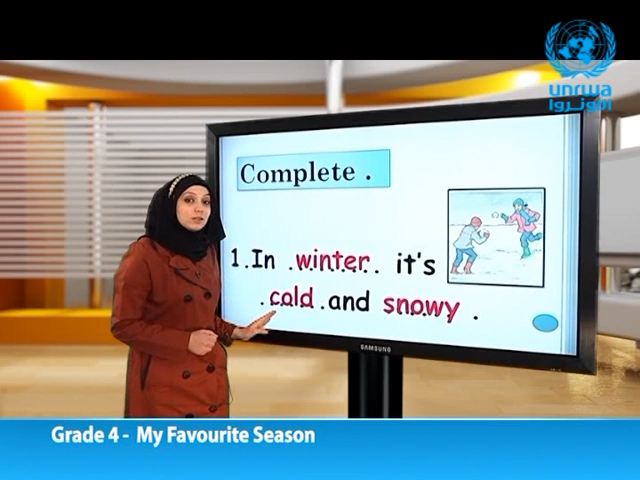 unrwa
الأونروا
Complete .
1.In .winter. it's
.cold .and snowy .
SAMSUNG
Grade 4 - My Favourite Season